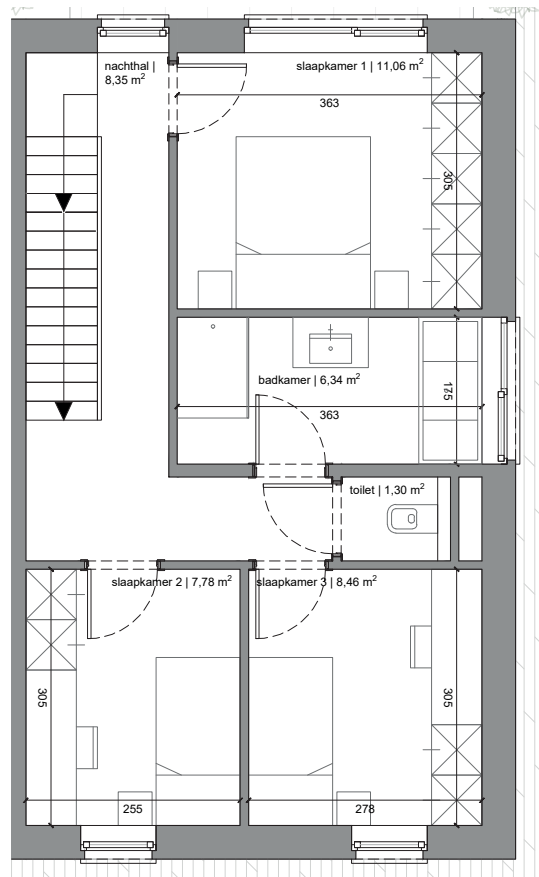 nachthal |
8,35 m²
slaapkamer 1 | 11,06 m²
363
305
badkamer | 6,34 m²
175
363
toilet | 1,30 m²
slaapkamer 2 | 7,78 m²
slaapkamer 3 | 8,46 m²
305
305
255
278